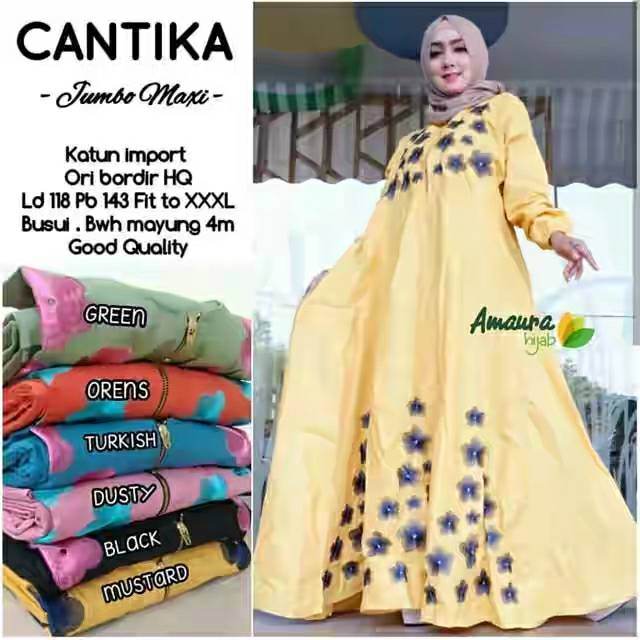 CANTIKA
- Jumbo Maxi -
Katun import
Ori bordir HQ
Ld 118 Pb 143 Fit to XXXL
Busui . Bwh mayung 4m
Good Quality
GREEN
ORENS
TURKISH
DUSTY
BLACK
MUSTARD
Amaura
hijab